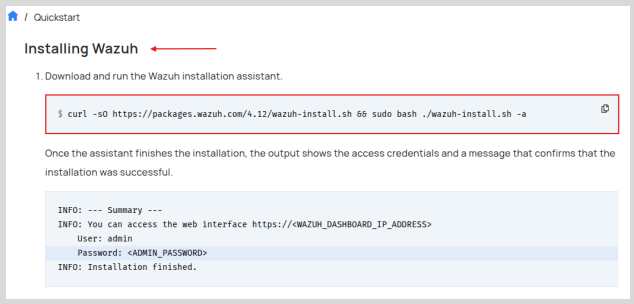 / Quickstart
Installing Wazuh
1. Download and run the Wazuh installation assistant.
$ curl -sO https://packages.wazuh.com/4.12/wazuh-install.sh && sudo bash ./wazuh-install.sh -a
Once the assistant finishes the installation, the output shows the access credentials and a message that confirms that the
installation was successful.
INFO: --- Summary ---
INFO: You can access the web interface https://<WAZUH_DASHBOARD_IP_ADDRESS>
User: admin
Password: <ADMIN_PASSWORD>
INFO: Installation finished.